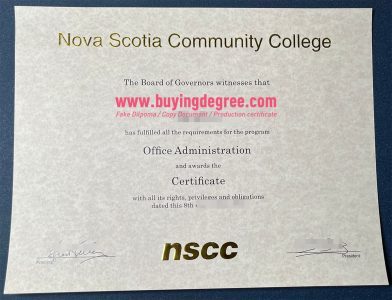 Nova Scotia Community College
The Board of Governors witnesses that
www.buyingdegree.com
Fake Dilpoma / Copy Document / Production certificate
has fulfilled all the requirements for the program
Office Administration
and awards the
Certificate
with all its rights, privileges and obligations
dated this 8th
nscc
President